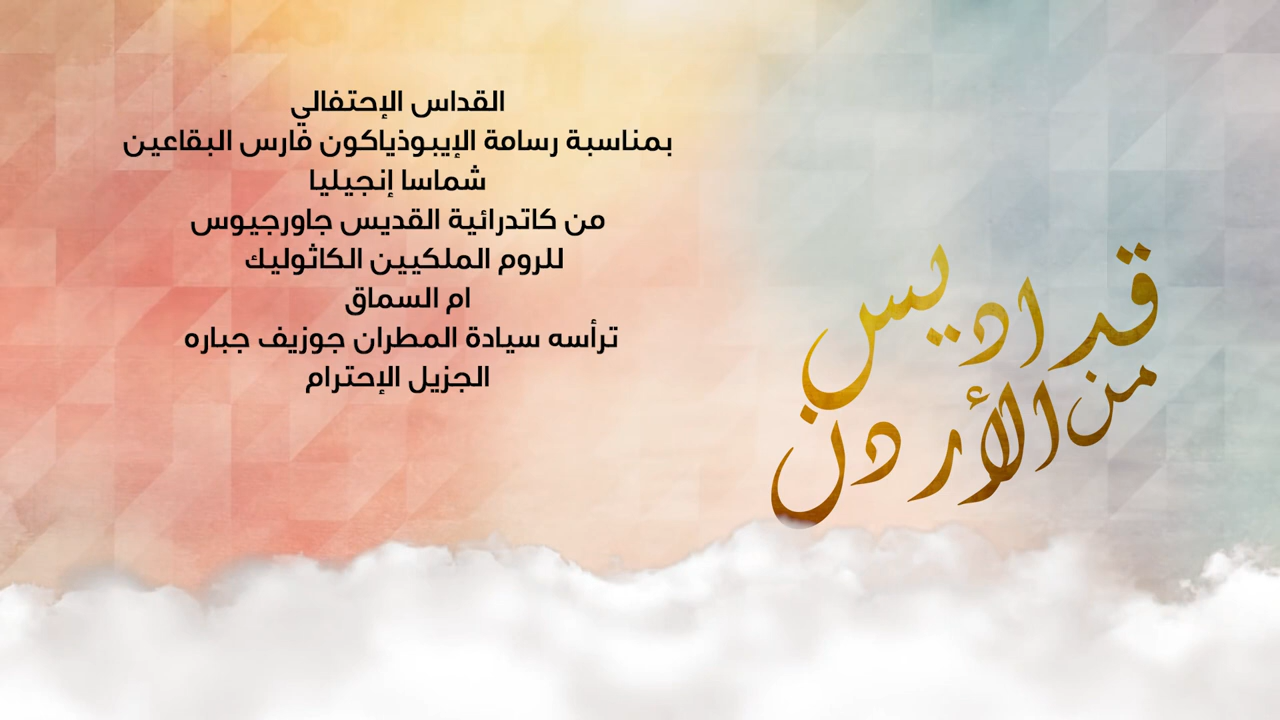 القداس الإحتفالي
بمناسبة رسامة الإيبوذياكون فارس البقاعين
شماسا إنجيليا
من كاتدرائية القديس جاورجيوس
للروم الملكيين الكاثوليك
ام السماق
ترأسه سيادة المطران جوزيف جباره
الجزيل الإحترام
قداديس
من الأردن